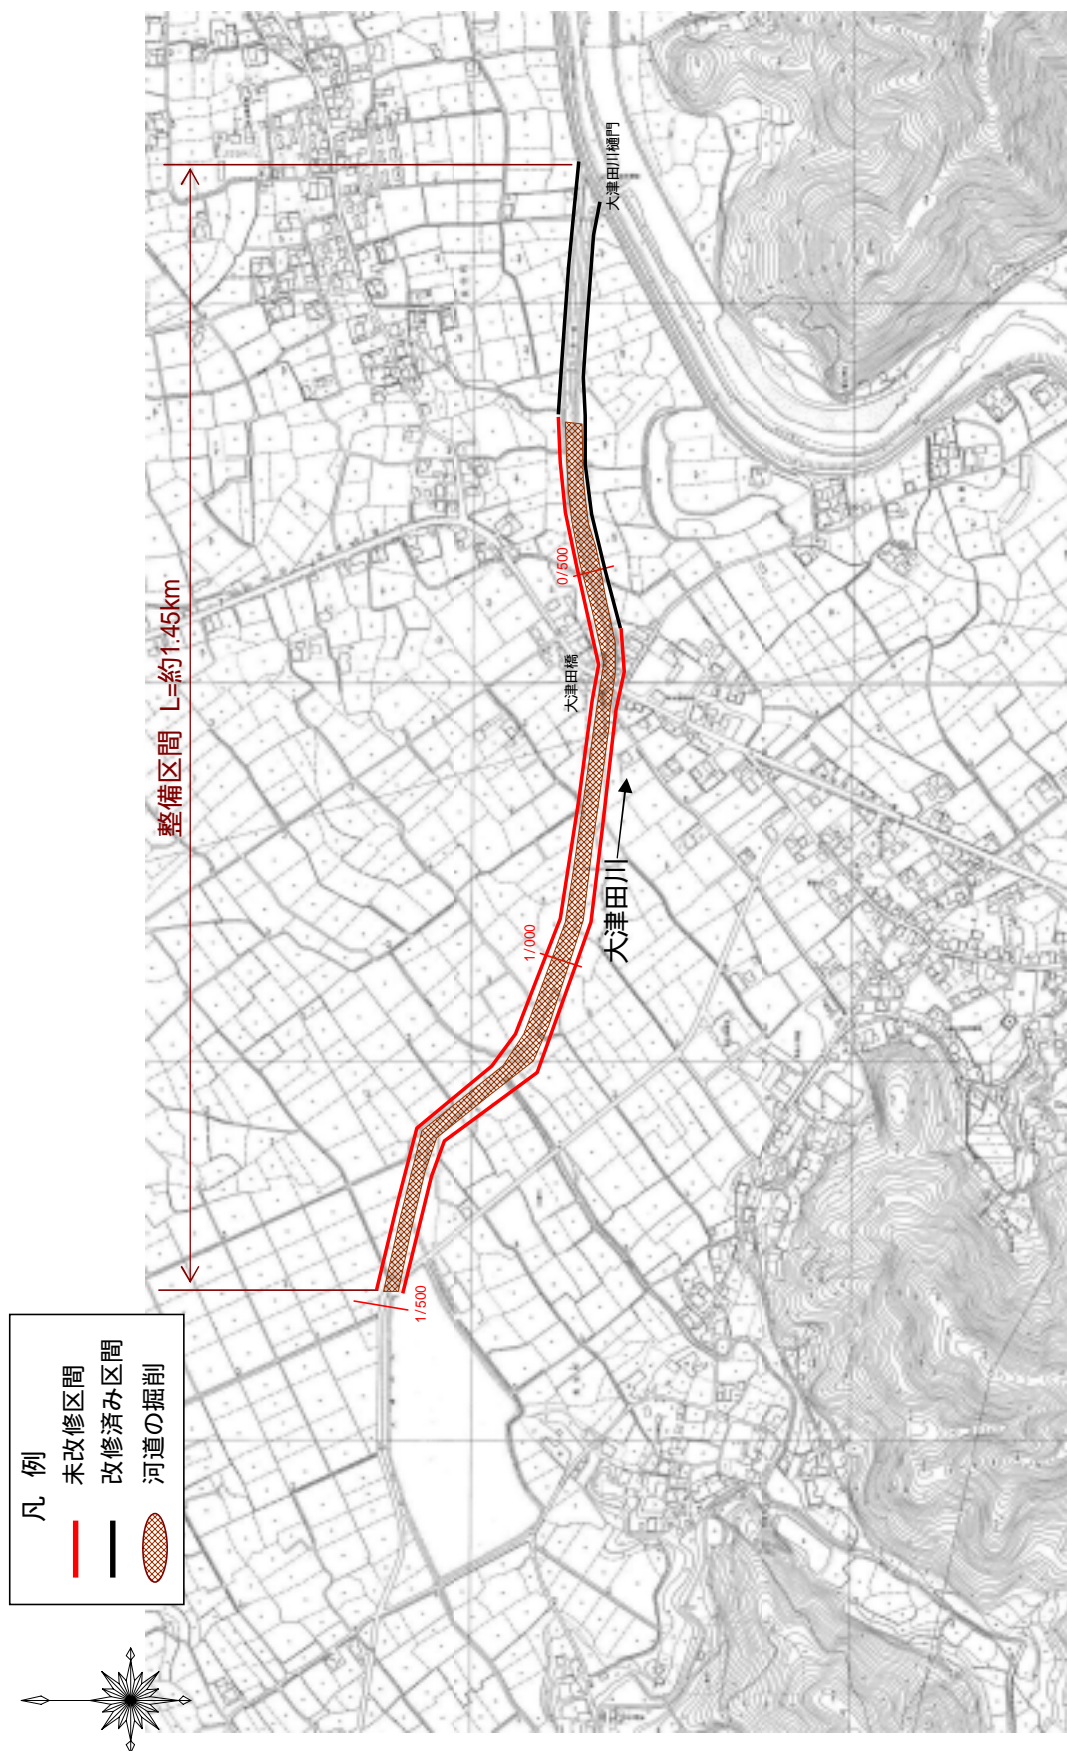 凡 例
未改修区間
改修済み区間
河道の掘削
整備区間 L=約1.45km
1/500
1/000
0/500
大津田橋
大津田川樋門
大津田川